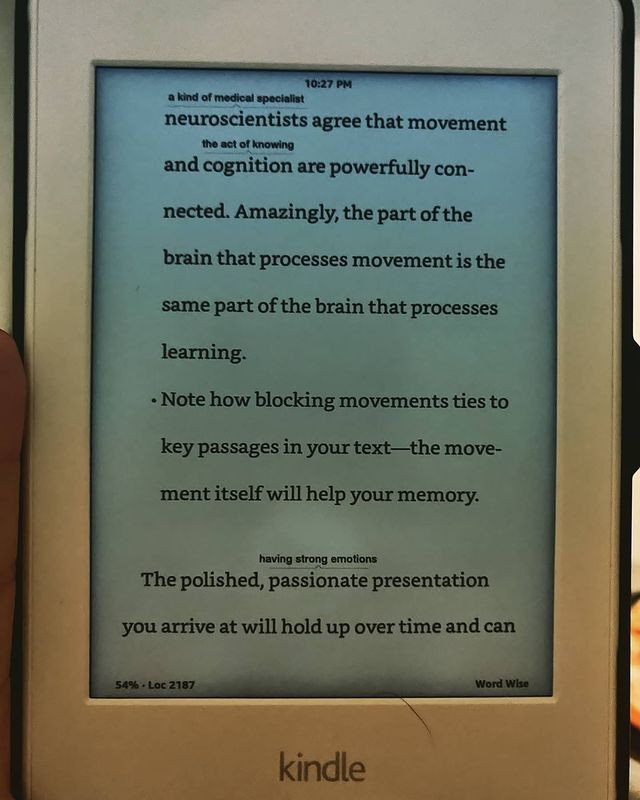 10:27 PM
a kind of medical specialist
neuroscientists agree that movement
the act of knowing
and cognition are powerfully con-
nected. Amazingly, the part of the
brain that processes movement is the
same part of the brain that processes
learning.
• Note how blocking movements ties to
key passages in your text—the move-
ment itself will help your memory.
having strong emotions
The polished, passionate presentation
you arrive at will hold up over time and can
54% • Loc 2187 Word Wise
kindle